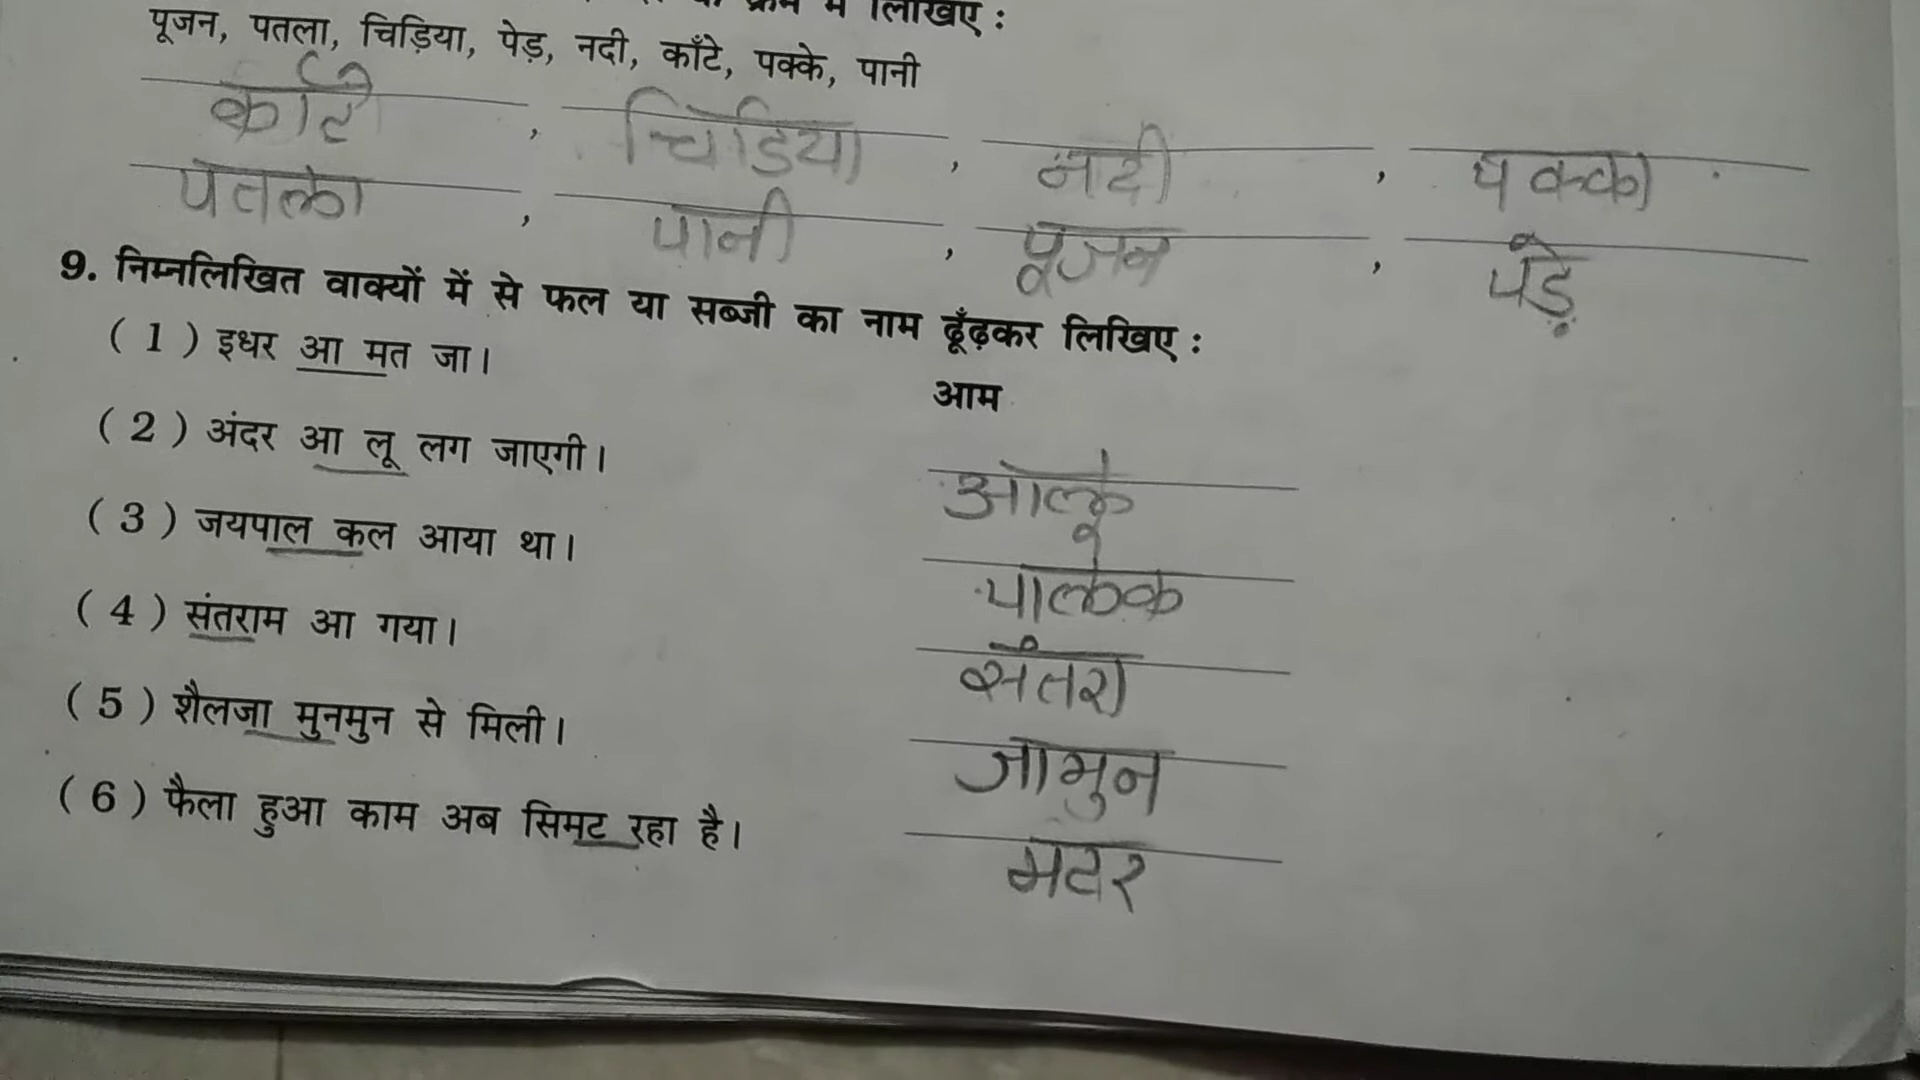 क्रम में लिखिए :
पूजन, पतला, चिड़िया, पेड़, नदी, काँटे, पक्के, पानी
काँटे , चिडिया , नदी , पक्का
पतला , पानी , पूजन , पेड़
9. निम्नलिखित वाक्यों में से फल या सब्जी का नाम ढूँढ़कर लिखिए :
( 1 ) इधर आ मत जा। आम
( 2 ) अंदर आ लू लग जाएगी। आलू
( 3 ) जयपाल कल आया था। पालक
( 4 ) संतराम आ गया। संतरा
( 5 ) शैलजा मुनमुन से मिली। जामुन
( 6 ) फैला हुआ काम अब सिमट रहा है। मटर